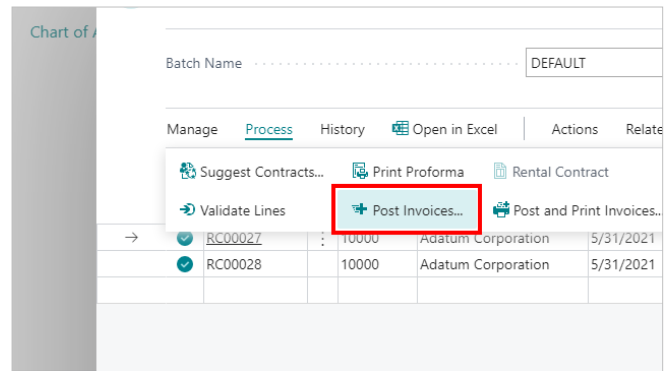 Chart of
Batch Name DEFAULT
Manage Process History Open in Excel Actions Relate
Suggest Contracts... Print Proforma Rental Contract
Validate Lines Post Invoices... Post and Print Invoices...
RC00027 10000 Adatum Corporation 5/31/2021
RC00028 10000 Adatum Corporation 5/31/2021